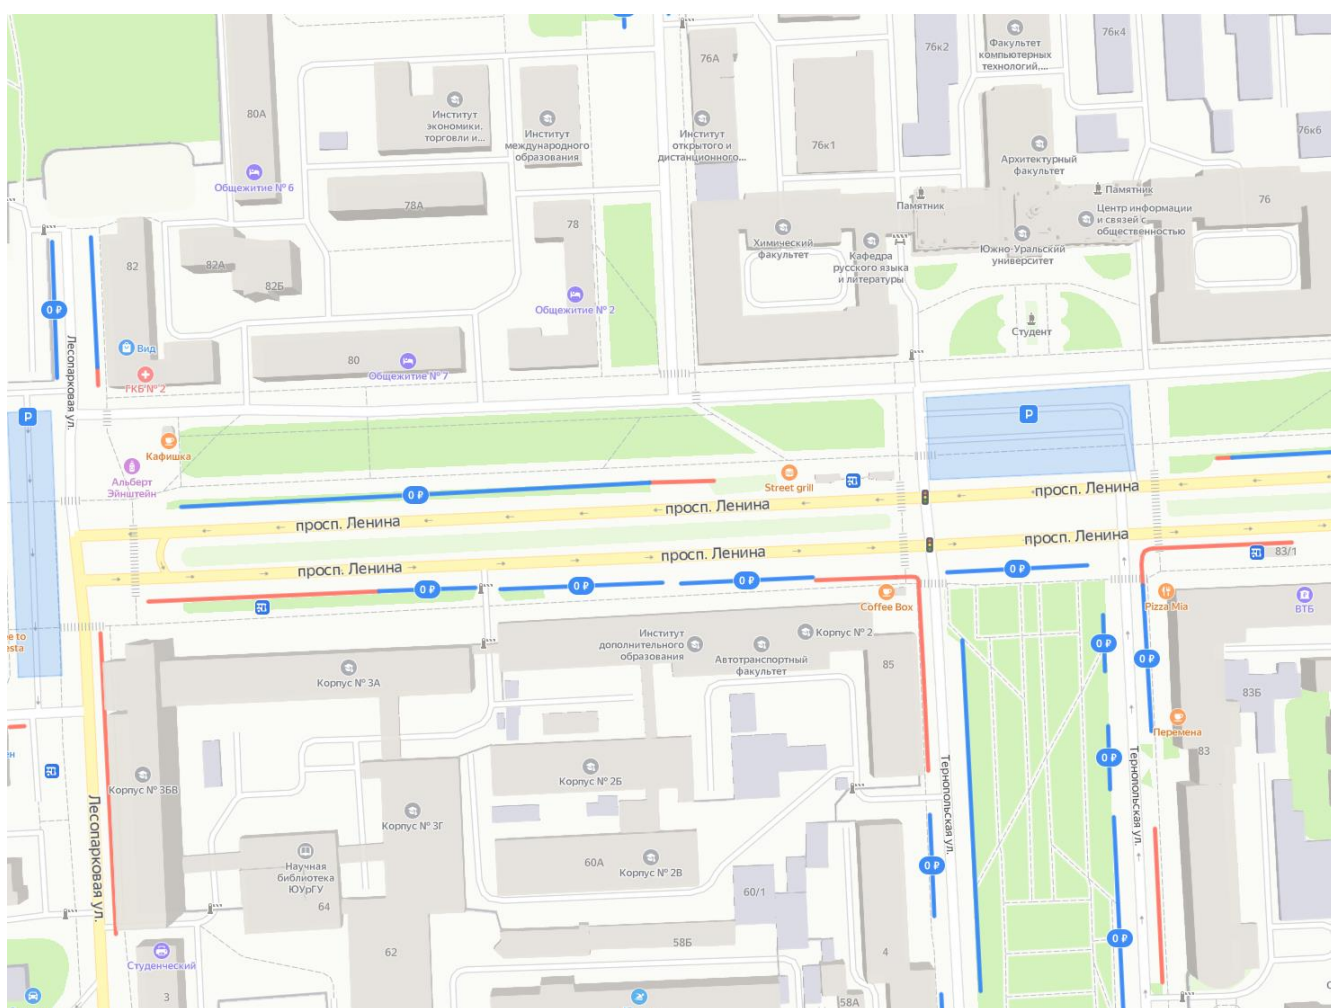 76А
76к2
Факультет
компьютерных
технологий,...
76к4
80А
Институт
экономики,
торговли и...
Институт
международного
образования
Институт
открытого и
дистанционного...
76к1
Архитектурный
факультет
76к6
Общежитие № 6
78А
78
Памятник
Памятник
Центр информации
и связей с
общественностью
76
Химический
факультет
Кафедра
русского языка
и литературы
Южно-Уральский
университет
82
82А
82Б
0 ₽
Общежитие № 2
Студент
Лесопарковая ул.
Вид
ГКБ № 2
80
Общежитие № 7
P
P
Кафишка
Альберт
Эйнштейн
Street grill
0 ₽
просп. Ленина
просп. Ленина
просп. Ленина
просп. Ленина
просп. Ленина
просп. Ленина
83/1
0 ₽
0 ₽
0 ₽
0 ₽
Coffee Box
Pizza Mia
ВТБ
Институт
дополнительного
образования
Корпус № 2
Автотранспортный
факультет
85
0 ₽
0 ₽
Корпус № 3А
83Б
Перемена
83
0 ₽
Корпус № 3БВ
Корпус № 2Б
Корпус № 3Г
Тернопольская ул.
Тернопольская ул.
Лесопарковая ул.
Научная
библиотека
ЮУрГУ
64
60А
Корпус № 2В
60/1
0 ₽
0 ₽
62
58Б
4
Студенческий
3
58А